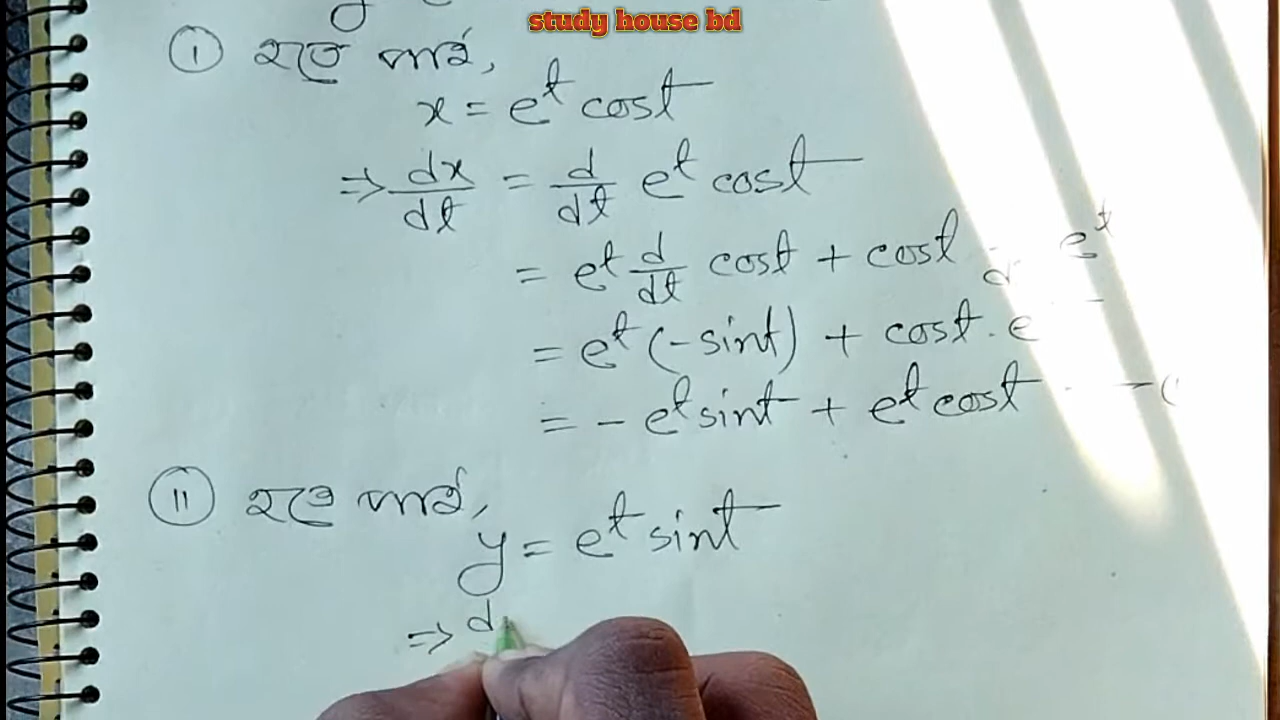 study house bd
① হতে পাই,
x = e^t cost
⇒ dx/dt = d/dt e^t cost
= e^t d/dt cost + cost d e^t
= e^t (-sint) + cost . e
= - e^t sint + e^t cost - - (
⑪ হতে পাই,
y = e^t sint
⇒ d